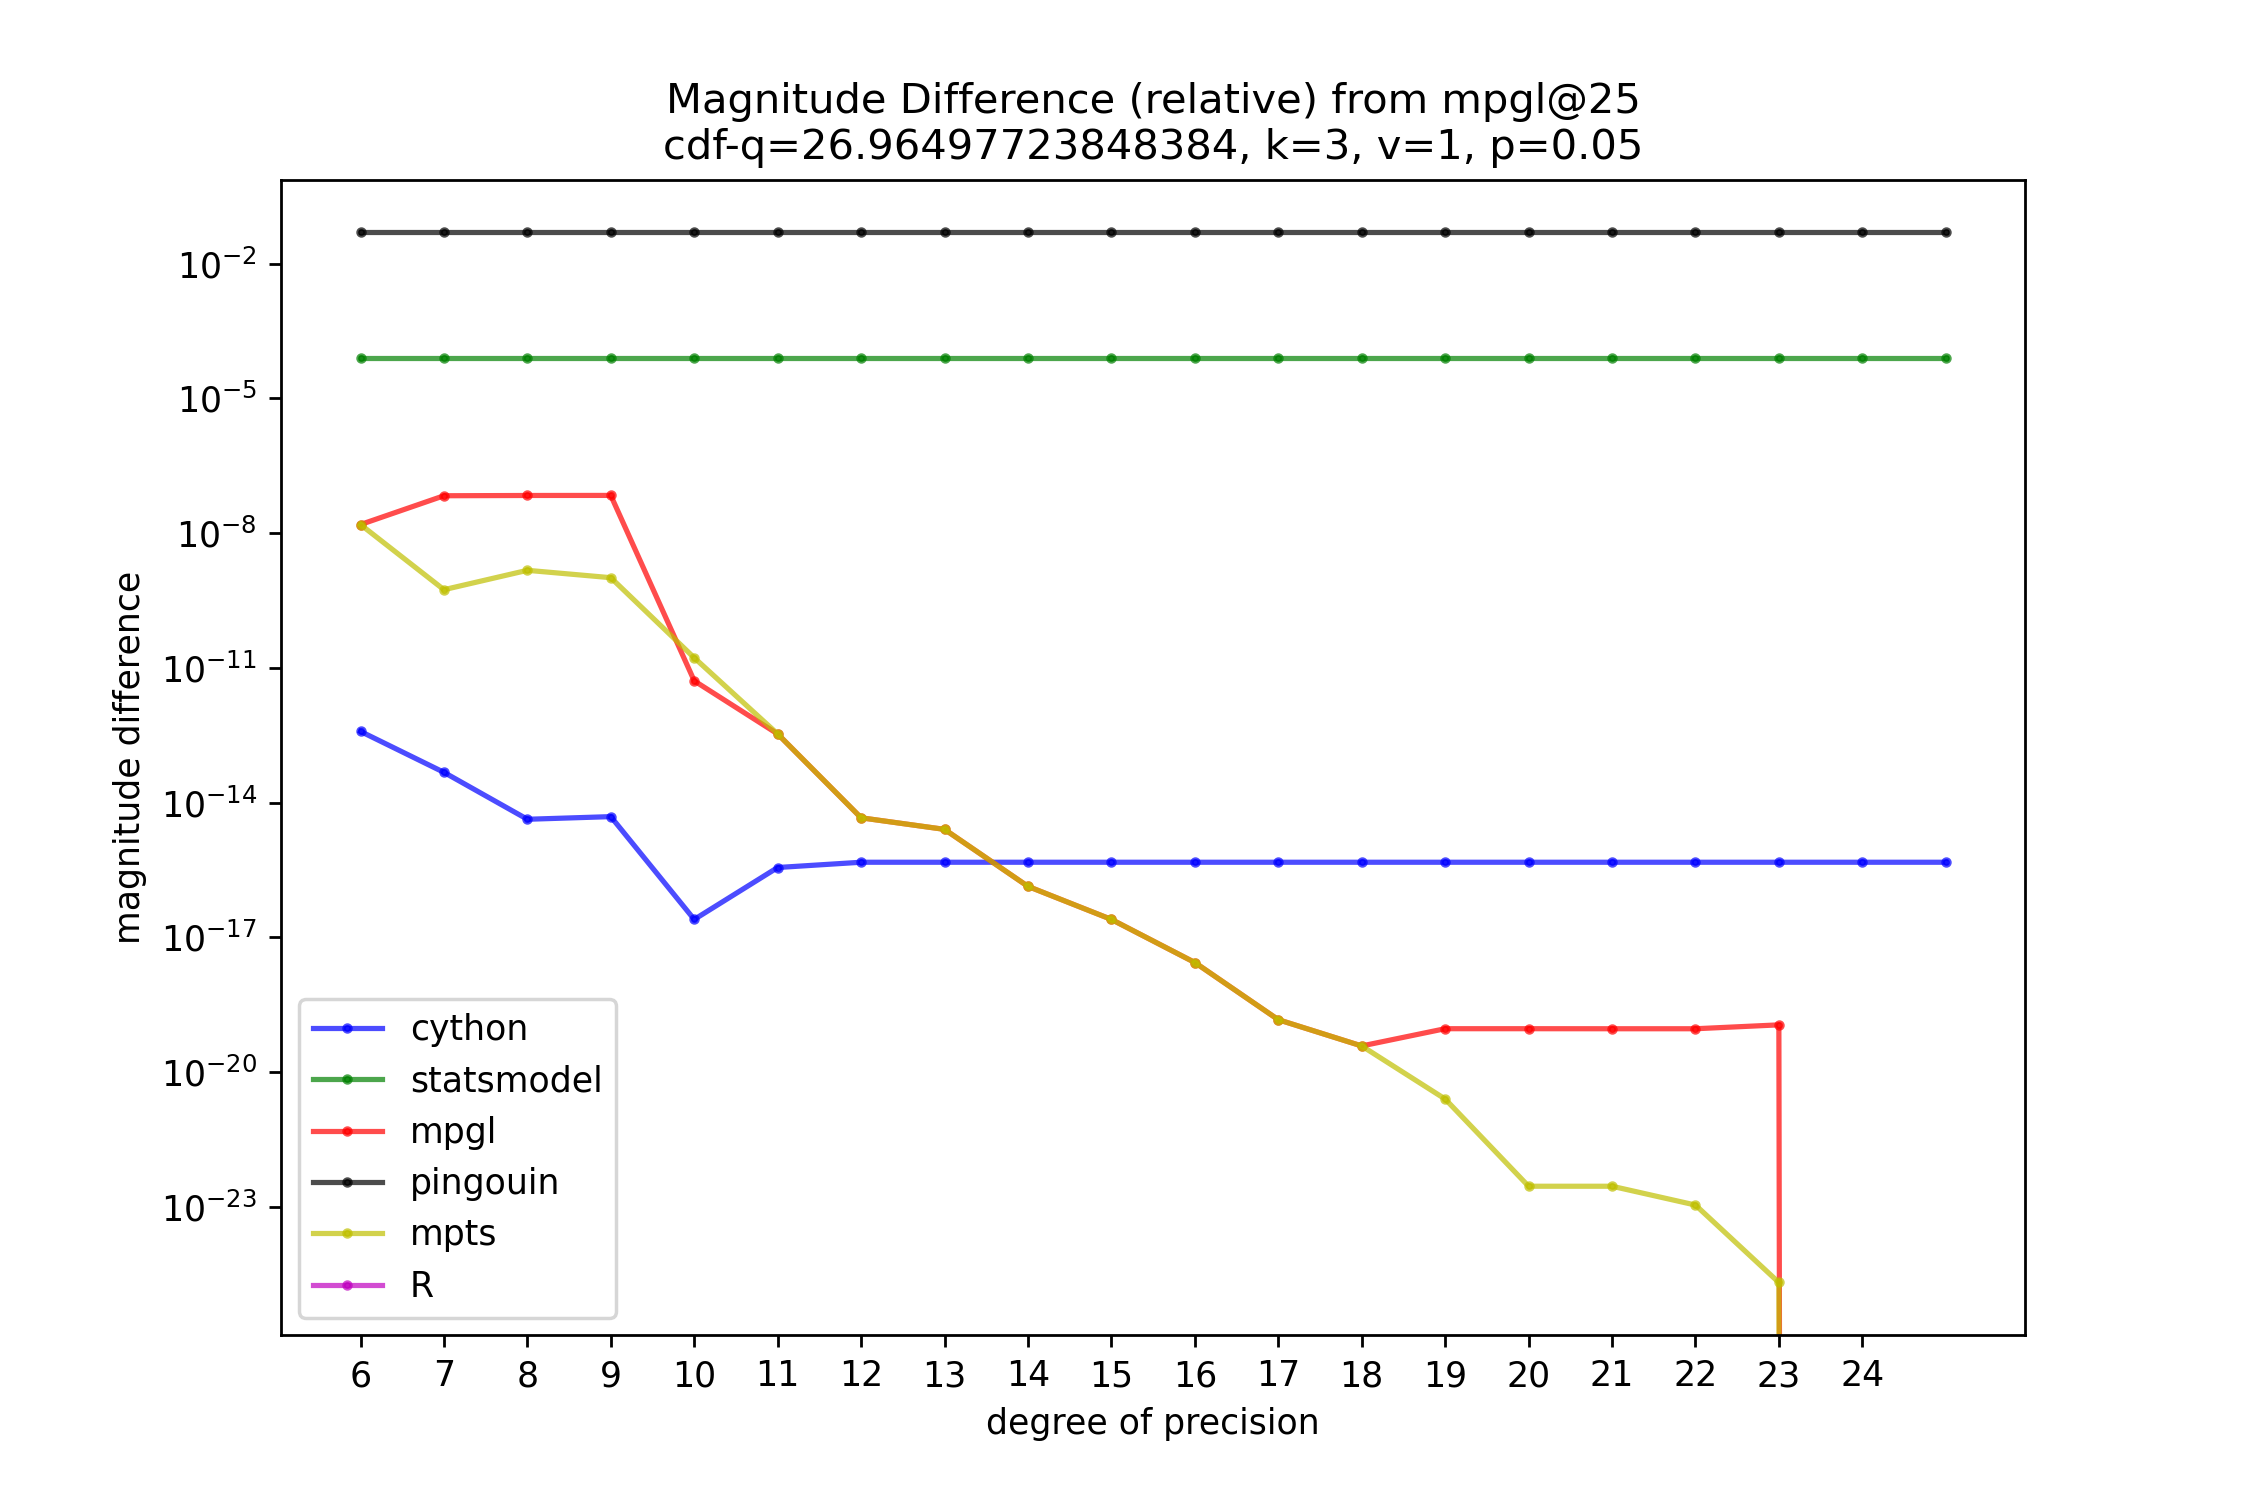 Magnitude Difference (relative) from mpgl@25
cdf-q=26.96497723848384, k=3, v=1, p=0.05
magnitude difference
10⁻²
10⁻⁵
10⁻⁸
10⁻¹¹
10⁻¹⁴
10⁻¹⁷
10⁻²⁰
10⁻²³
cython
statsmodel
mpgl
pingouin
mpts
R
6 7 8 9 10 11 12 13 14 15 16 17 18 19 20 21 22 23 24
degree of precision